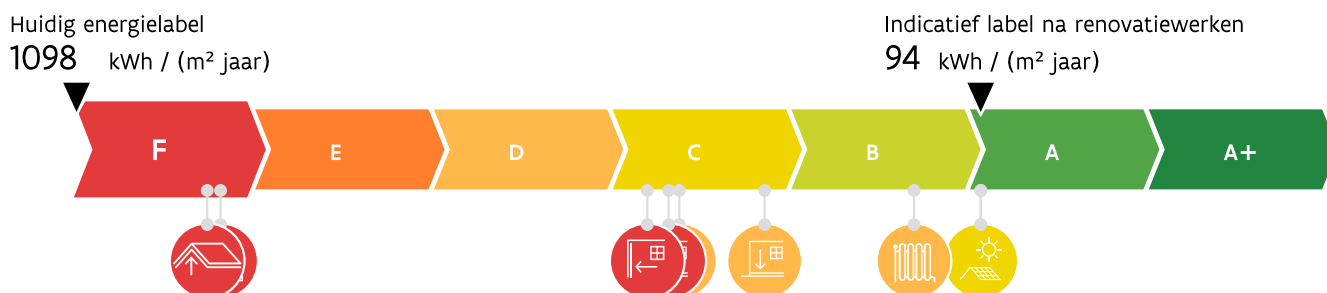 Huidig energielabel
1098 kWh / (m² jaar)
Indicatief label na renovatiewerken
94 kWh / (m² jaar)
F E D C B A A+